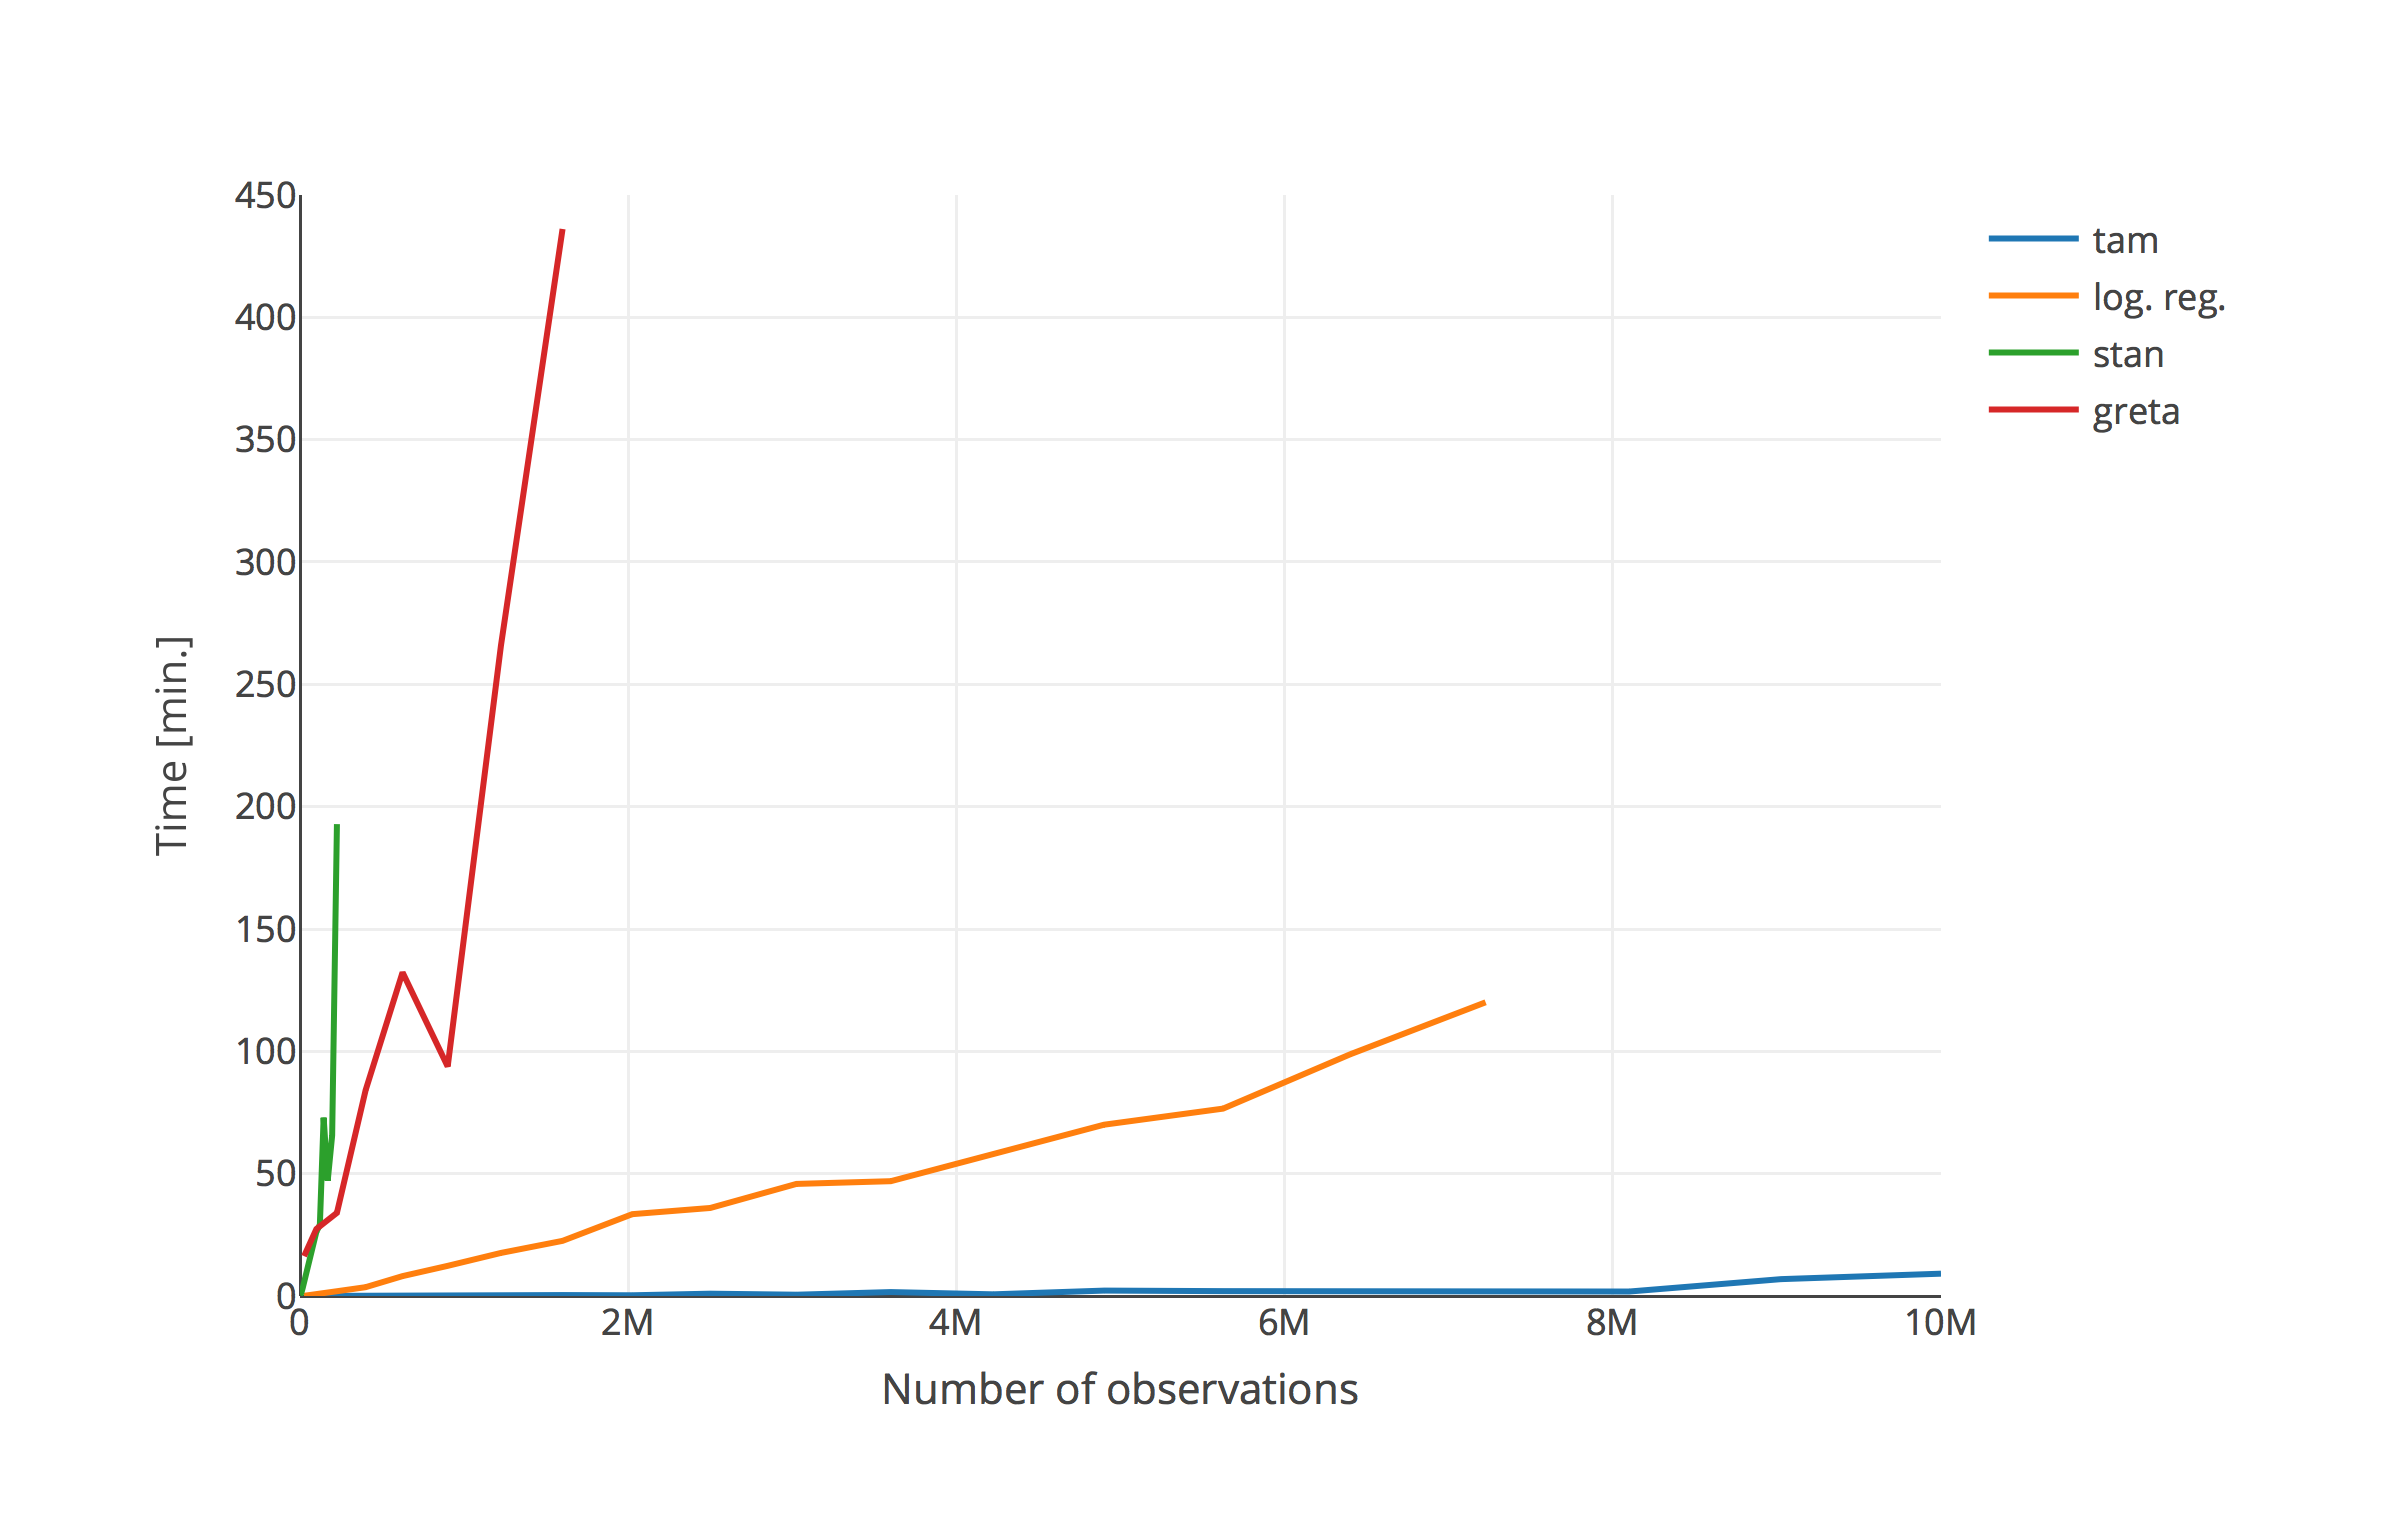 450
400
350
300
250
200
150
100
50
0
Time [min.]
0
2M
4M
6M
8M
10M
Number of observations
tam
log. reg.
stan
greta